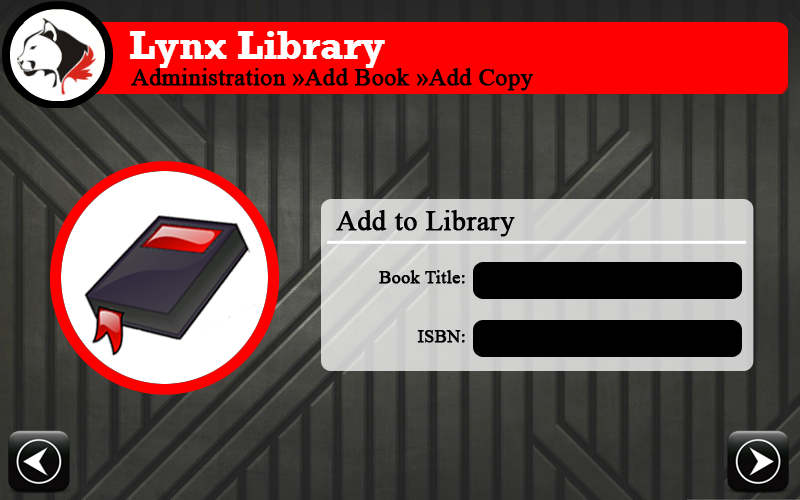 Lynx Library
Administration »Add Book »Add Copy
Add to Library
Book Title:
ISBN: